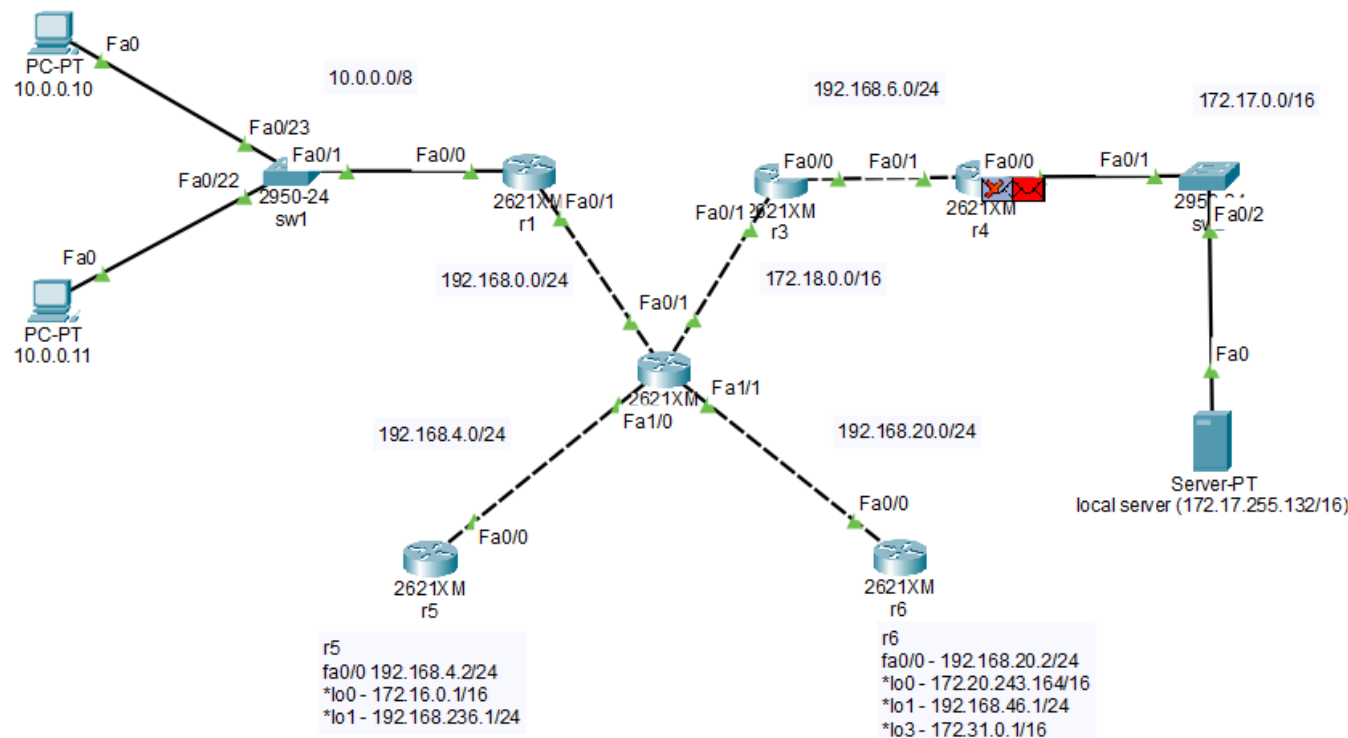 Fa0
PC-PT
10.0.0.10
10.0.0.0/8
192.168.6.0/24
172.17.0.0/16
Fa0/23
Fa0/1
Fa0/0
Fa0/0
Fa0/1
Fa0/0
Fa0/1
Fa0/22
2950-24
sw1
2621XM
r1
Fa0/1
Fa0/1
2621XM
r3
2621XM
r4
Fa0/2
Fa0
PC-PT
10.0.0.11
192.168.0.0/24
172.18.0.0/16
Fa0/1
2621XM
Fa1/0
Fa1/1
Fa0
192.168.4.0/24
192.168.20.0/24
Server-PT
local server (172.17.255.132/16)
Fa0/0
Fa0/0
2621XM
r5
2621XM
r6
r5
fa0/0 192.168.4.2/24
*lo0 - 172.16.0.1/16
*lo1 - 192.168.236.1/24
r6
fa0/0 - 192.168.20.2/24
*lo0 - 172.20.243.164/16
*lo1 - 192.168.46.1/24
*lo3 - 172.31.0.1/16